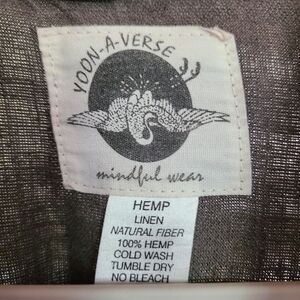 YOON-A-VERSE
mindful wear
HEMP
LINEN
NATURAL FIBER
100% HEMP
COLD WASH
TUMBLE DRY
NO BLEACH